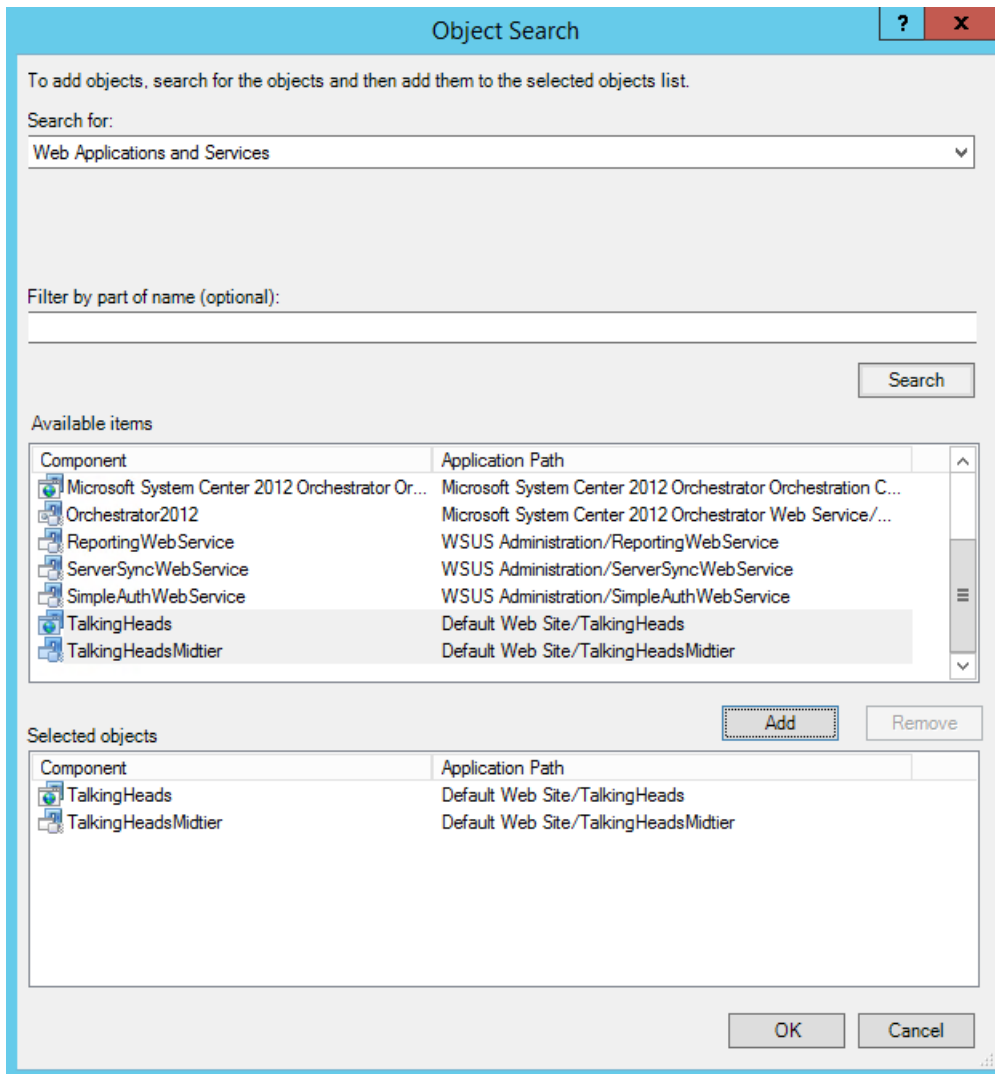 Object Search
?
x
To add objects, search for the objects and then add them to the selected objects list.
Search for:
Web Applications and Services
Filter by part of name (optional):
Search
Available items
Component Application Path
Microsoft System Center 2012 Orchestrator Or... Microsoft System Center 2012 Orchestrator Orchestration C...
Orchestrator2012 Microsoft System Center 2012 Orchestrator Web Service/...
ReportingWebService WSUS Administration/ReportingWebService
ServerSyncWebService WSUS Administration/ServerSyncWebService
SimpleAuthWebService WSUS Administration/SimpleAuthWebService
TalkingHeads Default Web Site/TalkingHeads
TalkingHeadsMidtier Default Web Site/TalkingHeadsMidtier
Add Remove
Selected objects
Component Application Path
TalkingHeads Default Web Site/TalkingHeads
TalkingHeadsMidtier Default Web Site/TalkingHeadsMidtier
OK Cancel